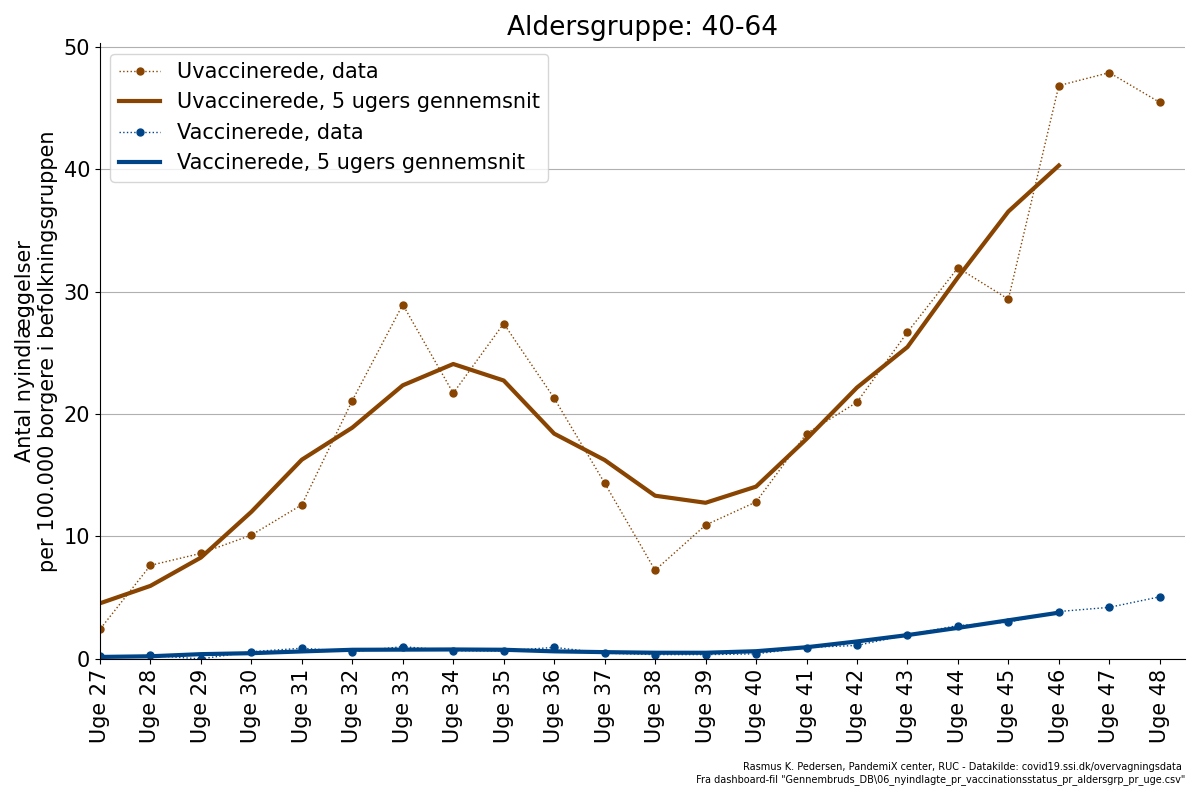 Aldersgruppe: 40-64
Uvaccinerede, data
Uvaccinerede, 5 ugers gennemsnit
Vaccinerede, data
Vaccinerede, 5 ugers gennemsnit
Antal nyindlæggelser
per 100.000 borgere i befolkningsgruppen
50
40
30
20
10
0
Uge 27
Uge 28
Uge 29
Uge 30
Uge 31
Uge 32
Uge 33
Uge 34
Uge 35
Uge 36
Uge 37
Uge 38
Uge 39
Uge 40
Uge 41
Uge 42
Uge 43
Uge 44
Uge 45
Uge 46
Uge 47
Uge 48
Rasmus K. Pedersen, PandemiX center, RUC - Datakilde: covid19.ssi.dk/overvagningsdata
Fra dashboard-fil "Gennembruds_DB\06_nyindlagte_pr_vaccinationsstatus_pr_aldersgrp_pr_uge.csv"